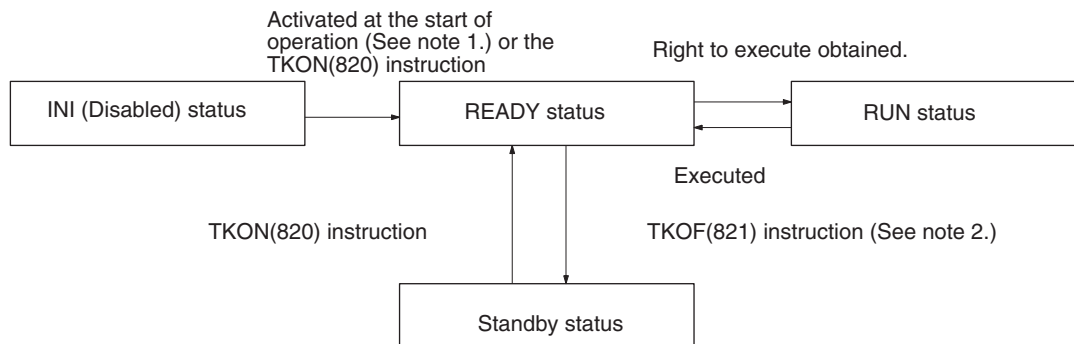 Activated at the start of
operation (See note 1.) or the
TKON(820) instruction
Right to execute obtained.
INI (Disabled) status
READY status
RUN status
Executed
TKON(820) instruction
TKOF(821) instruction (See note 2.)
Standby status